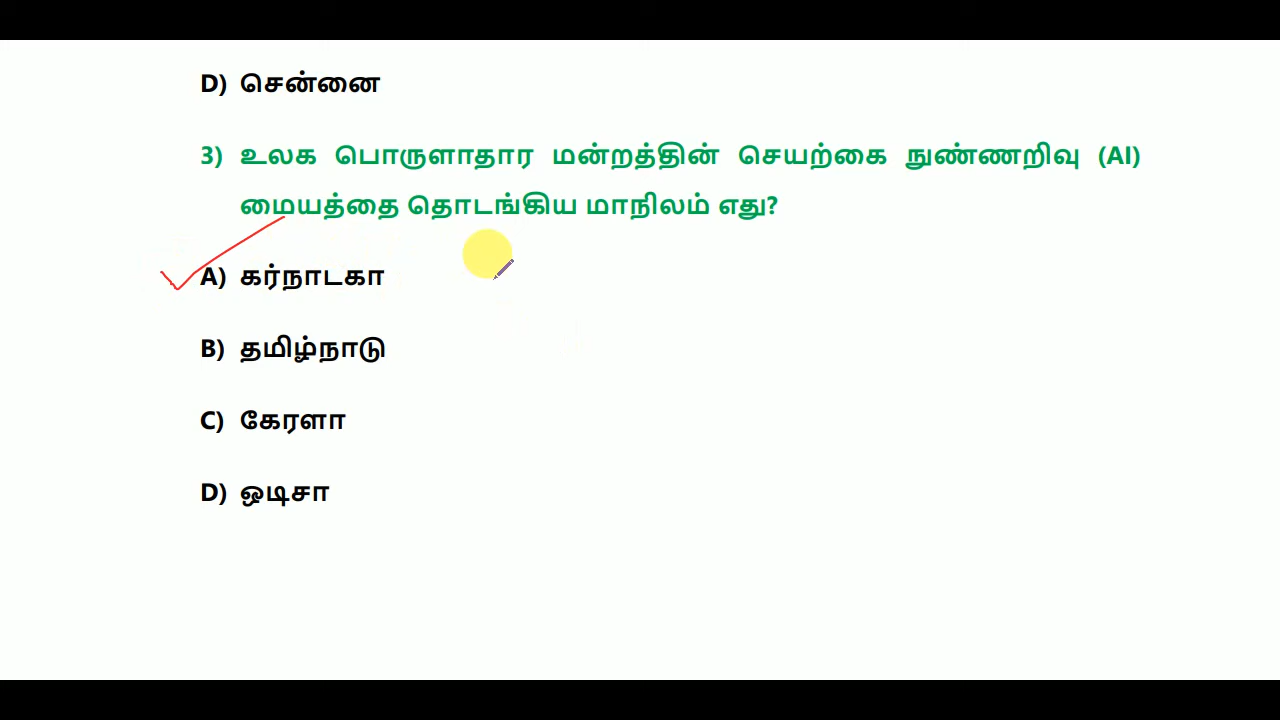 D) சென்னை
3) உலக பொருளாதார மன்றத்தின் செயற்கை நுண்ணறிவு (AI)
மையத்தை தொடங்கிய மாநிலம் எது?
A) கர்நாடகா
B) தமிழ்நாடு
C) கேரளா
D) ஒடிசா